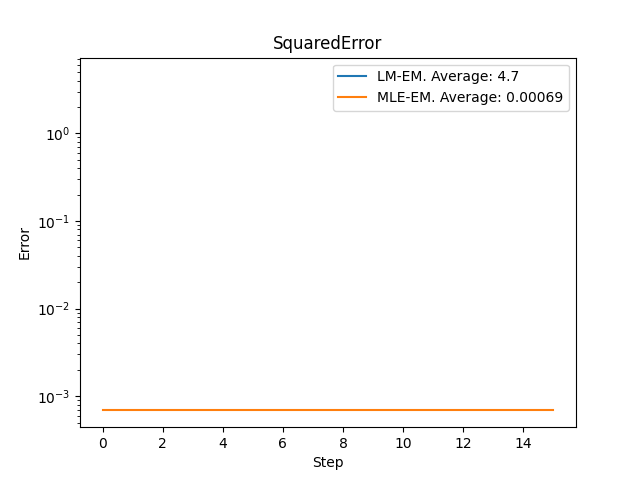 SquaredError
LM-EM. Average: 4.7
MLE-EM. Average: 0.00069
Error
10⁰
10⁻¹
10⁻²
10⁻³
0 2 4 6 8 10 12 14
Step